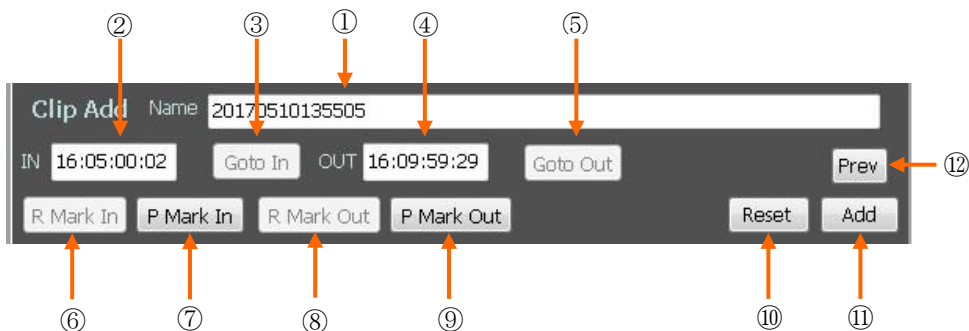 ② ③ ① ④ ⑤
Clip Add Name 20170510135505
IN 16:05:00:02 Goto In OUT 16:09:59:29 Goto Out Prev ⑫
R Mark In P Mark In R Mark Out P Mark Out Reset Add
⑥ ⑦ ⑧ ⑨ ⑩ ⑪